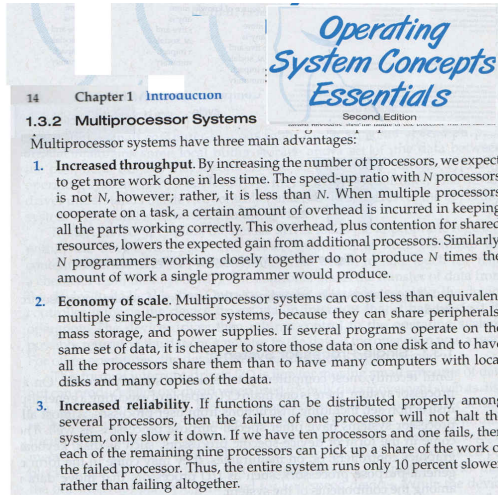 Operating
System Concepts
Essentials
Second Edition
14 Chapter 1 Introduction
1.3.2 Multiprocessor Systems
Multiprocessor systems have three main advantages:
1. Increased throughput. By increasing the number of processors, we expect
to get more work done in less time. The speed-up ratio with N processors
is not N, however; rather, it is less than N. When multiple processors
cooperate on a task, a certain amount of overhead is incurred in keeping
all the parts working correctly. This overhead, plus contention for shared
resources, lowers the expected gain from additional processors. Similarly
N programmers working closely together do not produce N times the
amount of work a single programmer would produce.
2. Economy of scale. Multiprocessor systems can cost less than equivalen
multiple single-processor systems, because they can share peripherals
mass storage, and power supplies. If several programs operate on the
same set of data, it is cheaper to store those data on one disk and to have
all the processors share them than to have many computers with loca
disks and many copies of the data.
3. Increased reliability. If functions can be distributed properly among
several processors, then the failure of one processor will not halt th
system, only slow it down. If we have ten processors and one fails, the
each of the remaining nine processors can pick up a share of the work o
the failed processor. Thus, the entire system runs only 10 percent slowe
rather than failing altogether.